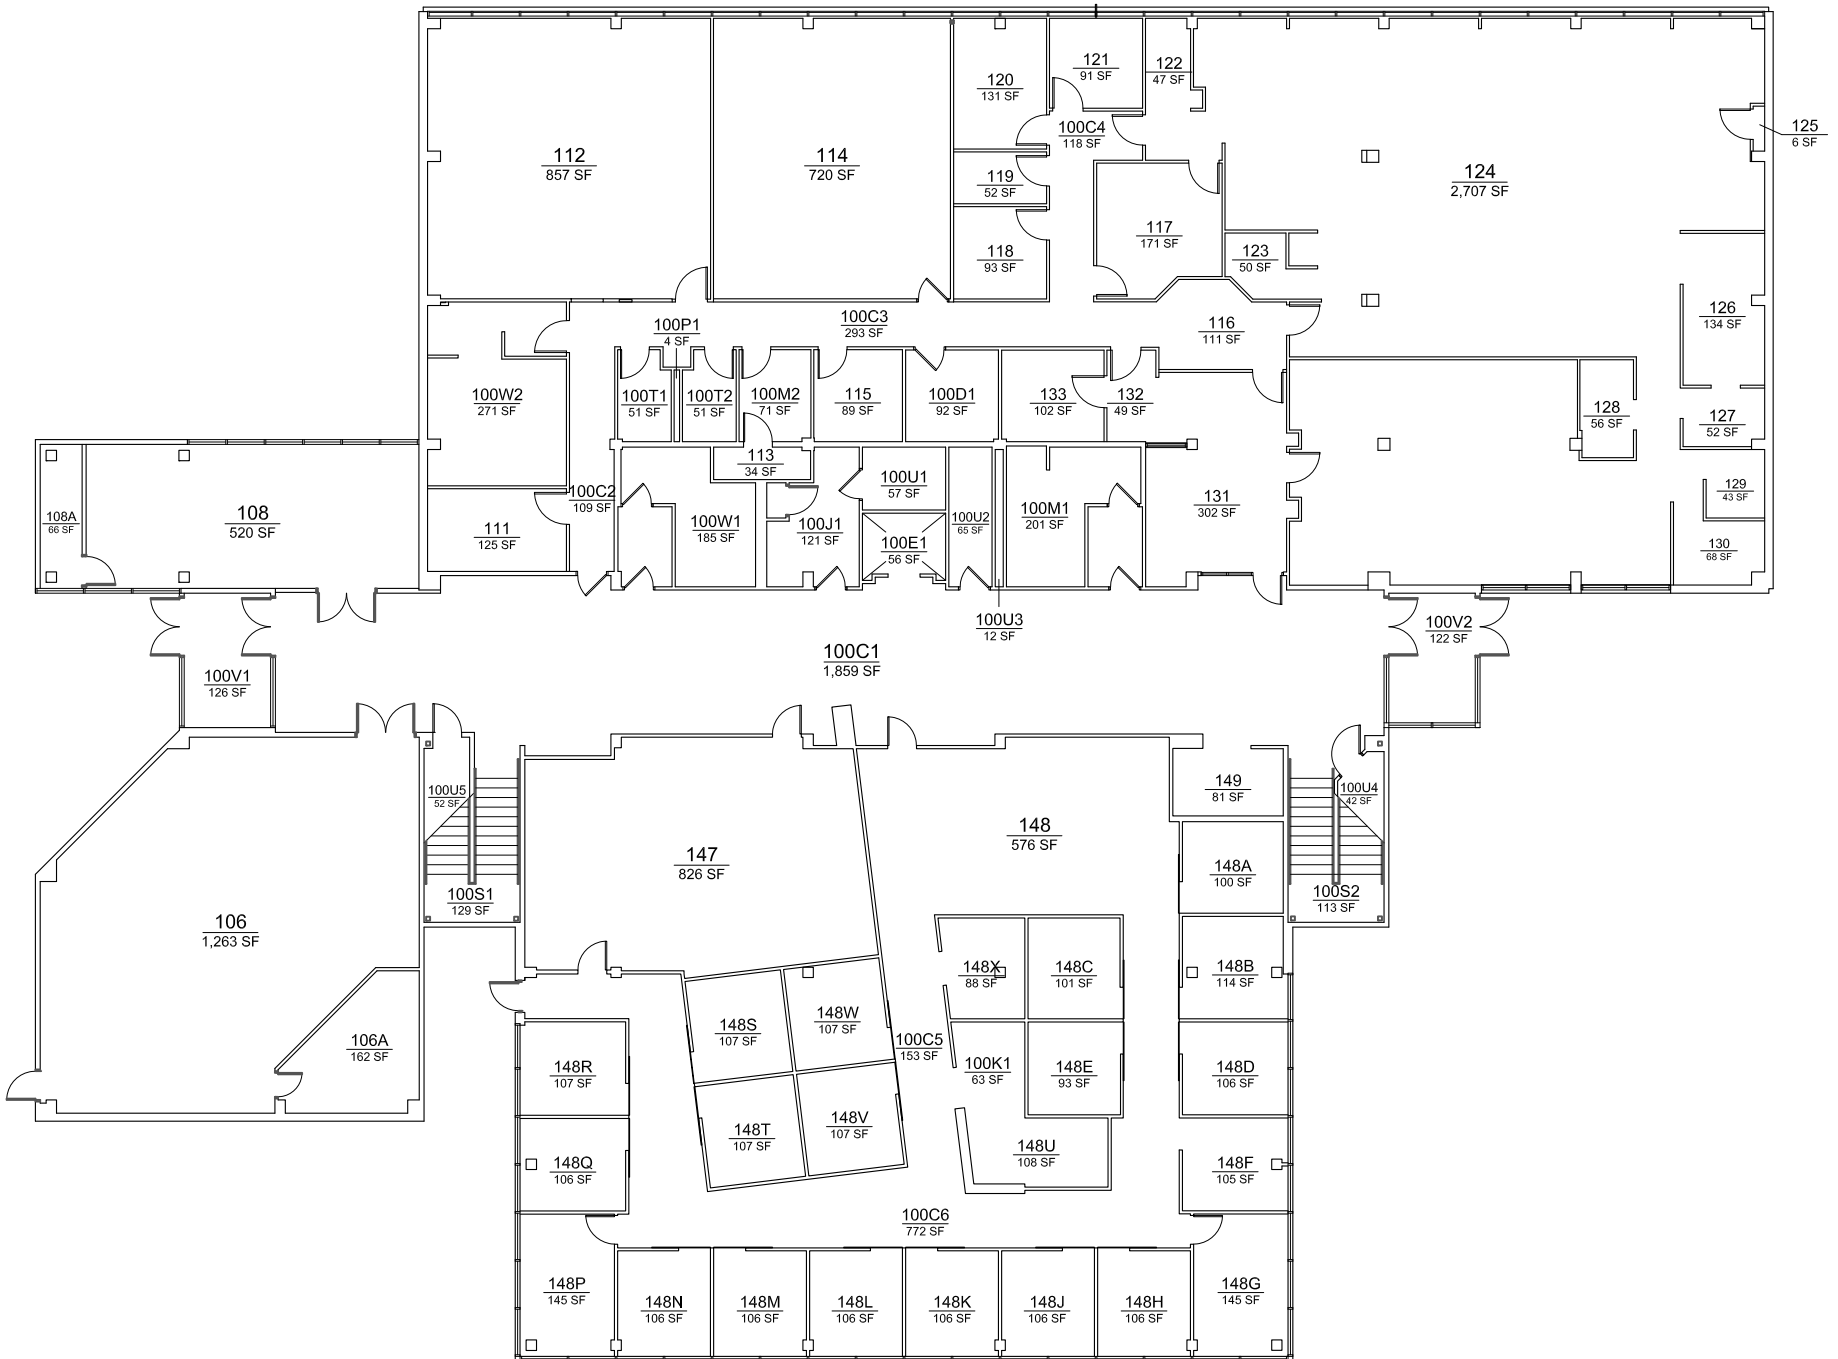 121
91 SF
122
47 SF
120
131 SF
100C4
118 SF
125
6 SF
112
857 SF
114
720 SF
119
52 SF
124
2,707 SF
117
171 SF
118
93 SF
123
50 SF
126
134 SF
100P1
4 SF
100C3
293 SF
116
111 SF
100W2
271 SF
100T1
51 SF
100T2
51 SF
100M2
71 SF
115
89 SF
100D1
92 SF
133
102 SF
132
49 SF
128
56 SF
127
52 SF
113
34 SF
100U1
57 SF
129
43 SF
100C2
109 SF
108A
66 SF
108
520 SF
111
125 SF
100W1
185 SF
100J1
121 SF
100E1
56 SF
100U2
65 SF
100M1
201 SF
131
302 SF
130
68 SF
100U3
12 SF
100V2
122 SF
100C1
1,859 SF
100V1
126 SF
100U5
52 SF
149
81 SF
100U4
42 SF
147
826 SF
148
576 SF
148A
100 SF
100S1
129 SF
100S2
113 SF
106
1,263 SF
148X
88 SF
148C
101 SF
148B
114 SF
148S
107 SF
148W
107 SF
100C5
153 SF
106A
162 SF
148R
107 SF
100K1
63 SF
148E
93 SF
148D
106 SF
148T
107 SF
148V
107 SF
148U
108 SF
148Q
106 SF
148F
105 SF
100C6
772 SF
148P
145 SF
148N
106 SF
148M
106 SF
148L
106 SF
148K
106 SF
148J
106 SF
148H
106 SF
148G
145 SF